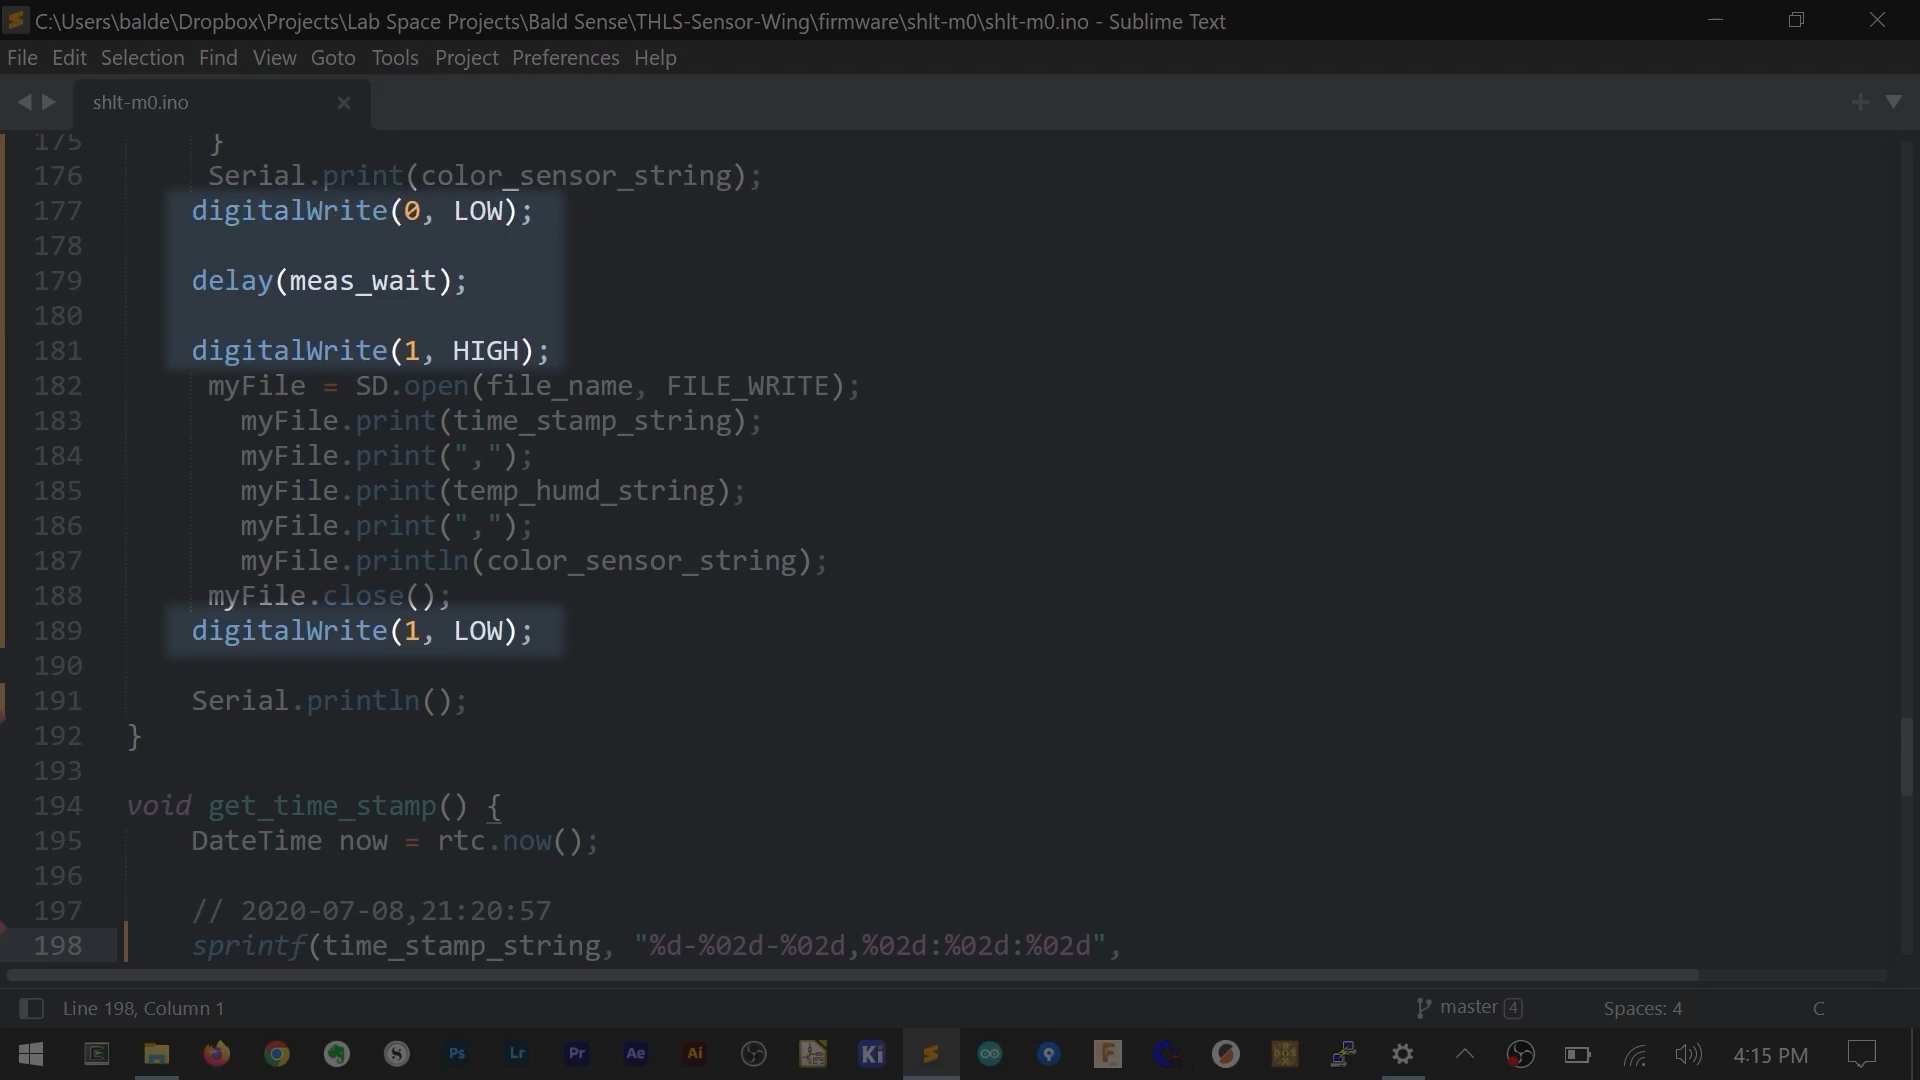 C:\Users\balde\Dropbox\Projects\Lab Space Projects\Bald Sense\THLS-Sensor-Wing\firmware\shlt-m0\shlt-m0.ino - Sublime Text
File Edit Selection Find View Goto Tools Project Preferences Help
shlt-m0.ino
175 }
176 Serial.print(color_sensor_string);
177 digitalWrite(0, LOW);
178
179 delay(meas_wait);
180
181 digitalWrite(1, HIGH);
182 myFile = SD.open(file_name, FILE_WRITE);
183 myFile.print(time_stamp_string);
184 myFile.print(",");
185 myFile.print(temp_humd_string);
186 myFile.print(",");
187 myFile.println(color_sensor_string);
188 myFile.close();
189 digitalWrite(1, LOW);
190
191 Serial.println();
192 }
193
194 void get_time_stamp() {
195 DateTime now = rtc.now();
196
197 // 2020-07-08,21:20:57
198 sprintf(time_stamp_string, "%d-%02d-%02d,%02d:%02d:%02d",
Line 198, Column 1 master 4 Spaces: 4 C
Ps Lr Pr Ae Ai Ki 4:15 PM